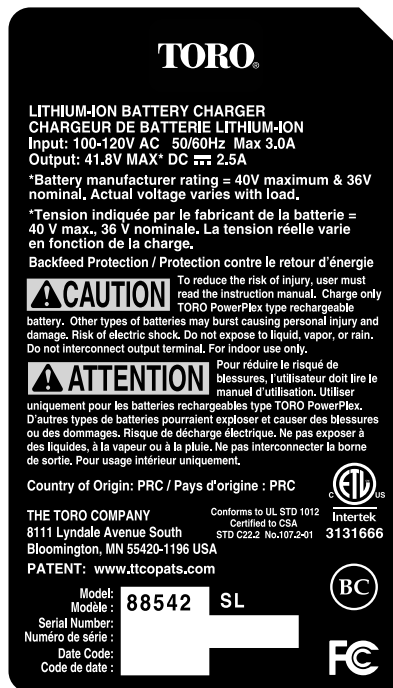 TORO®
LITHIUM-ION BATTERY CHARGER
CHARGEUR DE BATTERIE LITHIUM-ION
Input: 100-120V AC 50/60Hz Max 3.0A
Output: 41.8V MAX* DC ⎓ 2.5A
*Battery manufacturer rating = 40V maximum & 36V
nominal. Actual voltage varies with load.
*Tension indiquée par le fabricant de la batterie =
40 V max., 36 V nominale. La tension réelle varie
en fonction de la charge.
Backfeed Protection / Protection contre le retour d'énergie
CAUTION
To reduce the risk of injury, user must
read the instruction manual. Charge only
TORO PowerPlex type rechargeable
battery. Other types of batteries may burst causing personal injury and
damage. Risk of electric shock. Do not expose to liquid, vapor, or rain.
Do not interconnect output terminal. For indoor use only.
ATTENTION
Pour réduire le risqué de
blessures, l'utilisateur doit lire le
manuel d'utilisation. Utiliser
uniquement pour les batteries rechargeables type TORO PowerPlex.
D'autres types de batteries pourraient exploser et causer des blessures
ou des dommages. Risque de décharge électrique. Ne pas exposer à
des liquides, à la vapeur ou à la pluie. Ne pas interconnecter la borne
de sortie. Pour usage intérieur uniquement.
Country of Origin: PRC / Pays d'origine : PRC
THE TORO COMPANY
8111 Lyndale Avenue South
Bloomington, MN 55420-1196 USA
PATENT: www.ttcopats.com
Conforms to UL STD 1012
Certified to CSA
STD C22.2 No.107.2-01
C ETL US
Intertek
3131666
BC
Model:
Modèle :
88542 SL
Serial Number:
Numéro de série :
Date Code:
Code de date :
FC